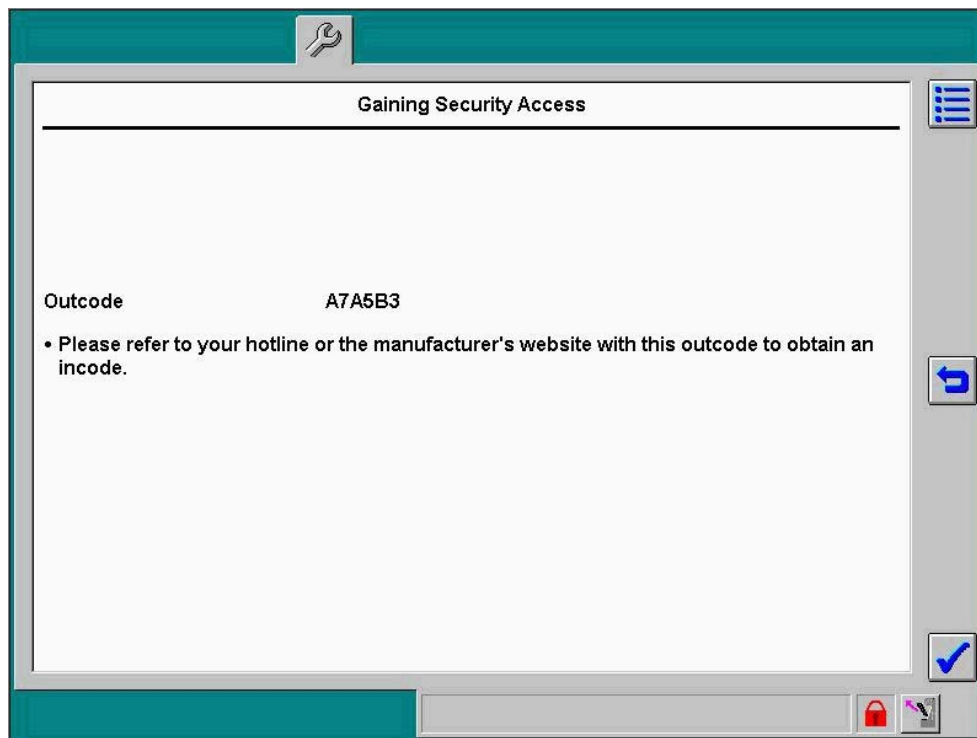 Gaining Security Access
Outcode A7A5B3
• Please refer to your hotline or the manufacturer's website with this outcode to obtain an
incode.